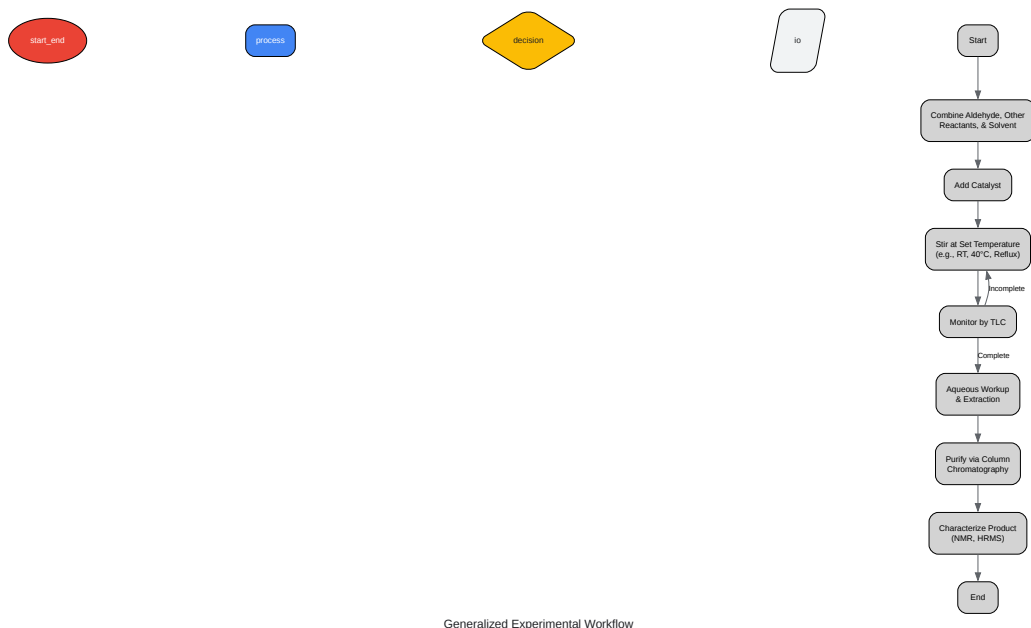 start_end
process
decision
io
Start
Combine Aldehyde, Other
Reactants, & Solvent
Add Catalyst
Stir at Set Temperature
(e.g., RT, 40°C, Reflux)
Incomplete
Monitor by TLC
Complete
Aqueous Workup
& Extraction
Purify via Column
Chromatography
Characterize Product
(NMR, HRMS)
End
Generalized Experimental Workflow